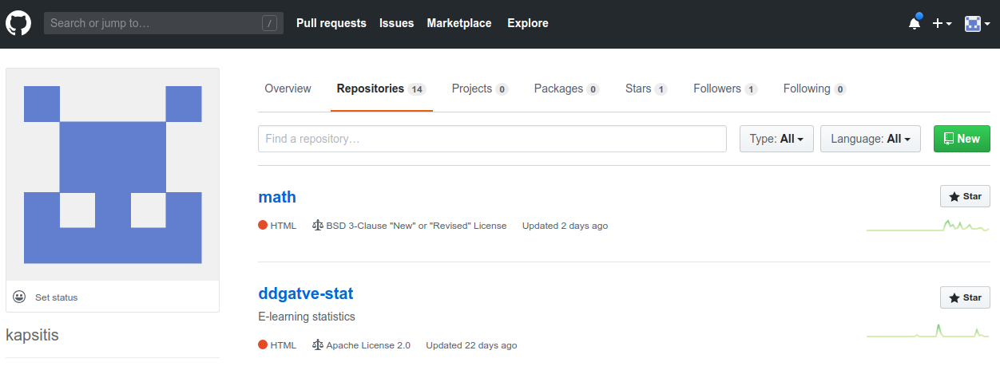 Search or jump to… / Pull requests Issues Marketplace Explore
Overview Repositories 14 Projects 0 Packages 0 Stars 1 Followers 1 Following 0
Find a repository… Type: All Language: All New
math Star
HTML BSD 3-Clause "New" or "Revised" License Updated 2 days ago
ddgatve-stat Star
E-learning statistics
HTML Apache License 2.0 Updated 22 days ago
Set status
kapsitis